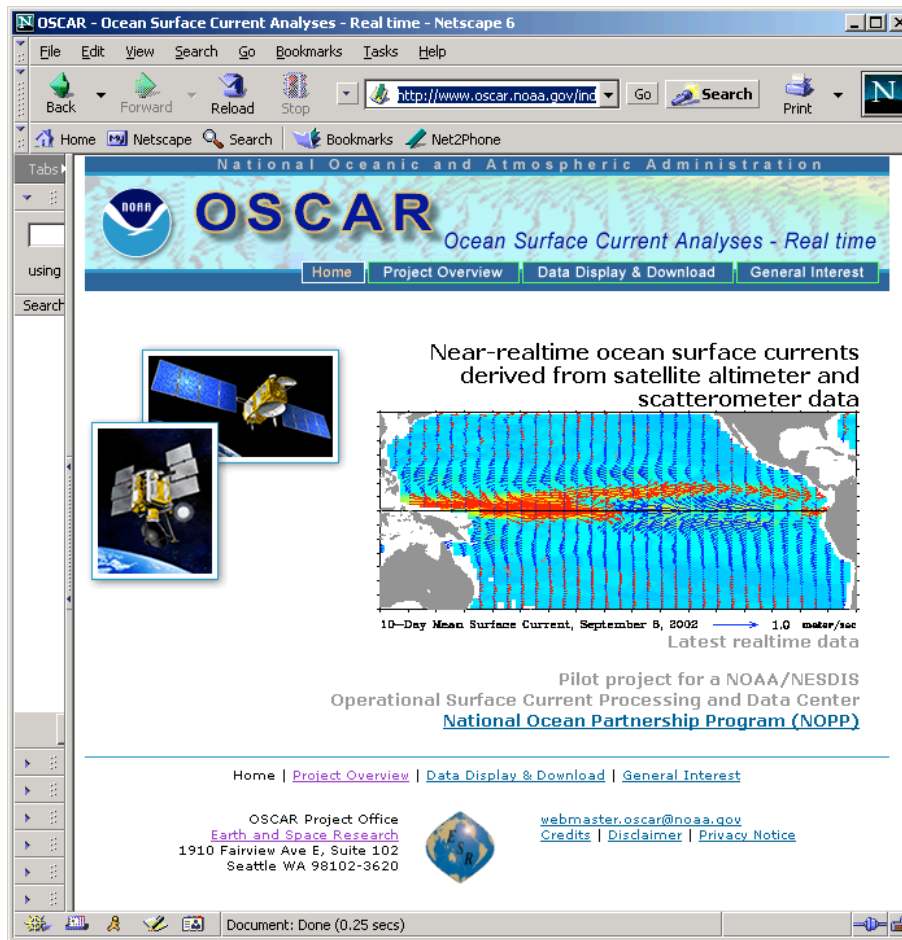 OSCAR - Ocean Surface Current Analyses - Real time - Netscape 6
File Edit View Search Go Bookmarks Tasks Help
Back Forward Reload Stop http://www.oscar.noaa.gov/ind Go Search Print N
Home Netscape Search Bookmarks Net2Phone
Tabs
using
Search
National Oceanic and Atmospheric Administration
NOAA
OSCAR
Ocean Surface Current Analyses - Real time
Home Project Overview Data Display & Download General Interest
Near-realtime ocean surface currents
derived from satellite altimeter and
scatterometer data
10-Day Mean Surface Current, September 6, 2002 1.0 meter/sec
Latest realtime data
Pilot project for a NOAA/NESDIS
Operational Surface Current Processing and Data Center
National Ocean Partnership Program (NOPP)
Home | Project Overview | Data Display & Download | General Interest
OSCAR Project Office
Earth and Space Research
1910 Fairview Ave E, Suite 102
Seattle WA 98102-3620
ESR
webmaster.oscar@noaa.gov
Credits | Disclaimer | Privacy Notice
Document: Done (0.25 secs)